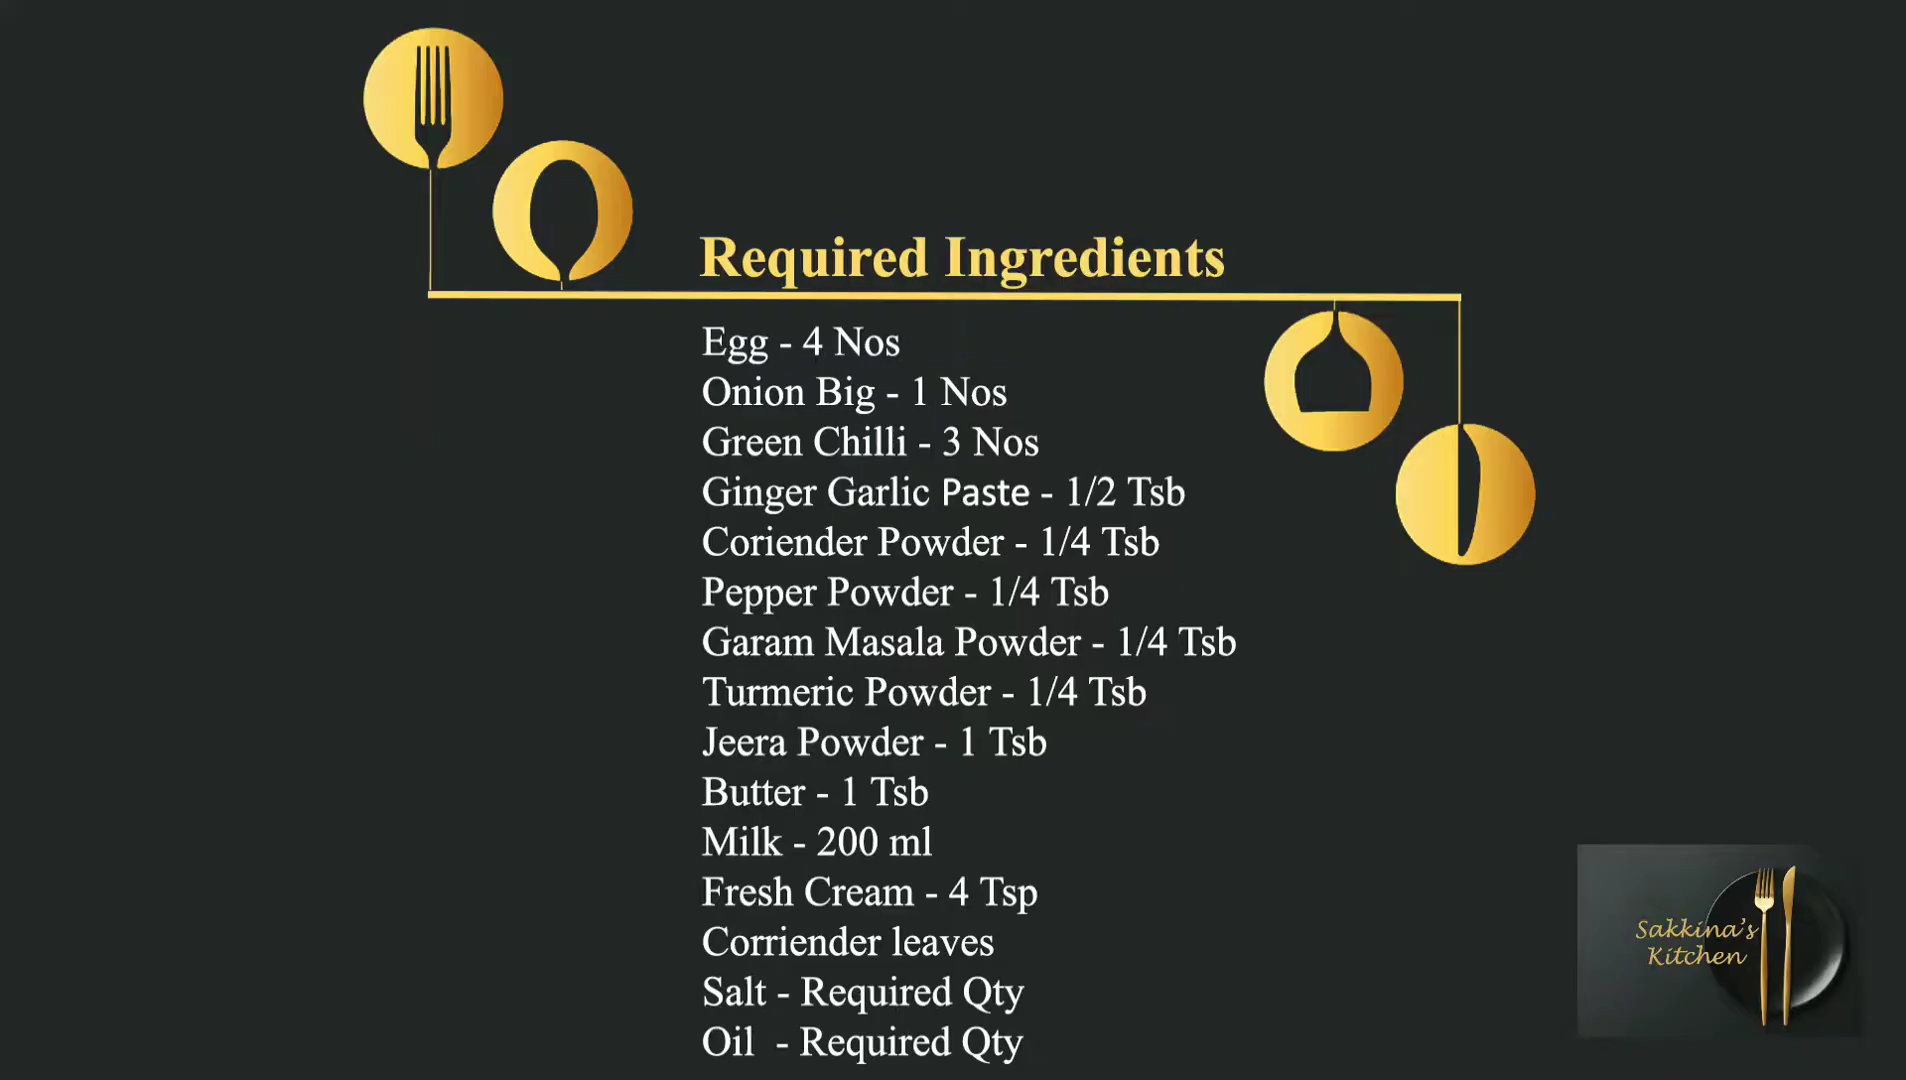 Required Ingredients
Egg - 4 Nos
Onion Big - 1 Nos
Green Chilli - 3 Nos
Ginger Garlic Paste - 1/2 Tsb
Coriender Powder - 1/4 Tsb
Pepper Powder - 1/4 Tsb
Garam Masala Powder - 1/4 Tsb
Turmeric Powder - 1/4 Tsb
Jeera Powder - 1 Tsb
Butter - 1 Tsb
Milk - 200 ml
Fresh Cream - 4 Tsp
Corriender leaves
Salt - Required Qty
Oil - Required Qty
Sakkina's
Kitchen